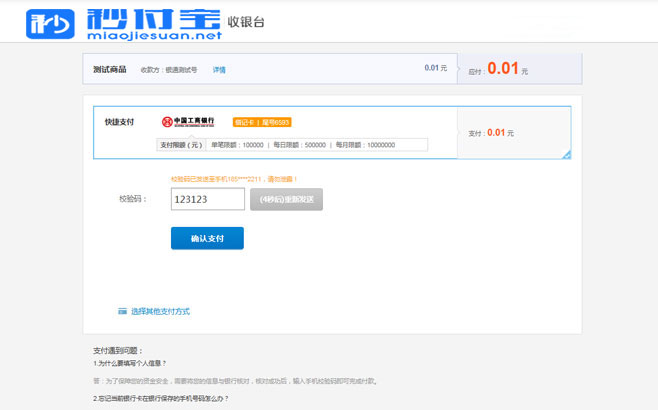 秒 秒付宝 收银台
miaojiesuan.net
测试商品 收款方：银通测试号 详情 0.01 元 应付：0.01 元
快捷支付 中国工商银行 借记卡 | 尾号6693 支付：0.01 元
支付限额（元） 单笔限额：100000 | 每日限额：500000 | 每月限额：10000000
校验码已发送至手机185****2211，请勿泄露！
校验码： 123123 (4秒后)重新发送
确认支付
选择其他支付方式
支付遇到问题：
1.为什么要填写个人信息？
答：为了保障您的资金安全，需要将您的信息与银行核对，核对成功后，输入手机校验码即可完成付款。
2.忘记当前银行卡在银行保存的手机号码怎么办？